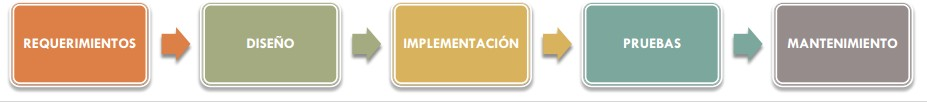 REQUERIMIENTOS
DISEÑO
IMPLEMENTACIÓN
PRUEBAS
MANTENIMIENTO